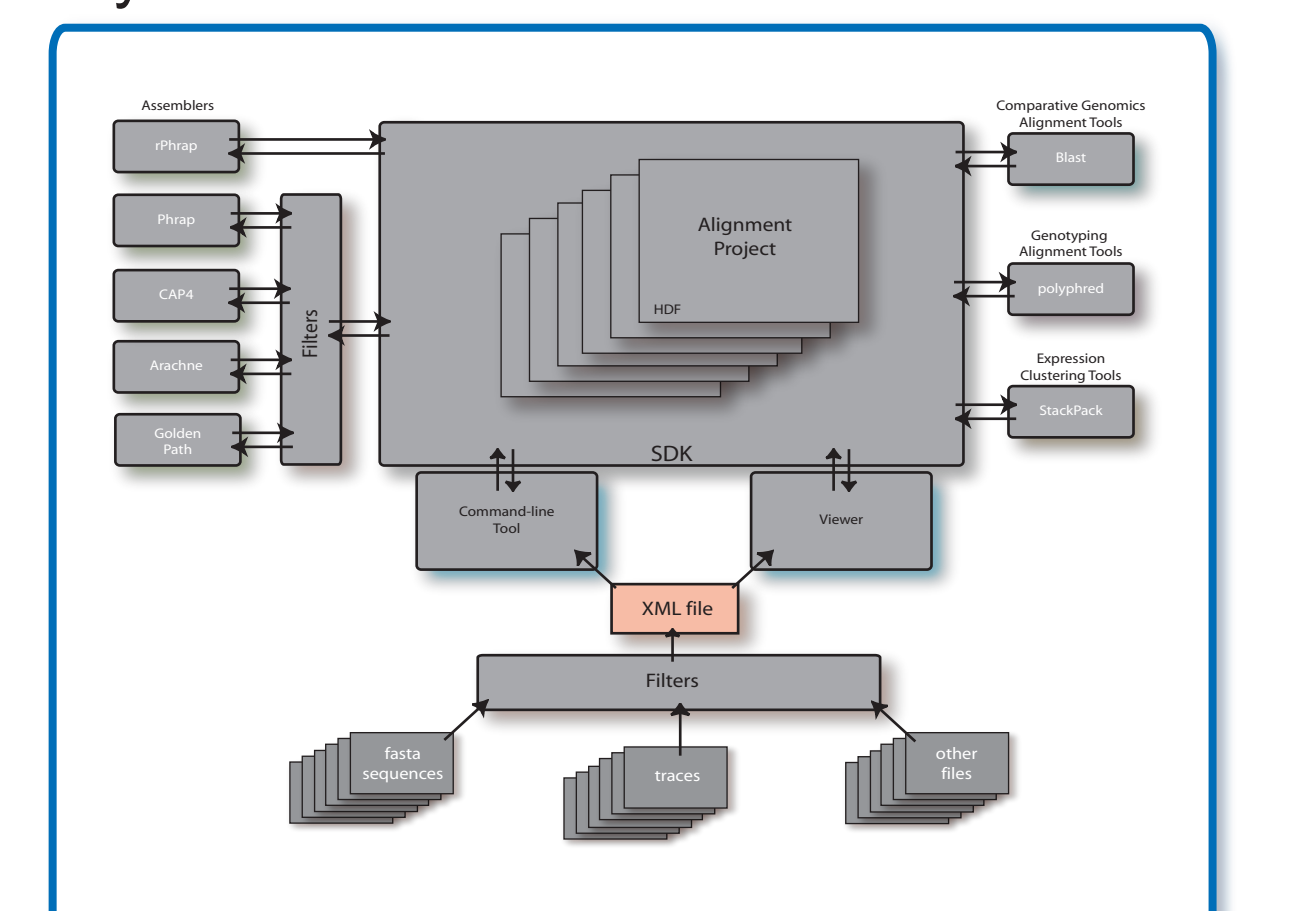 Assemblers
rPhrap
Phrap
CAP4
Arachne
Golden
Path
Filters
Alignment
Project
HDF
SDK
Comparative Genomics
Alignment Tools
Blast
Genotyping
Alignment Tools
polyphred
Expression
Clustering Tools
StackPack
Command-line
Tool
Viewer
XML file
Filters
fasta
sequences
traces
other
files